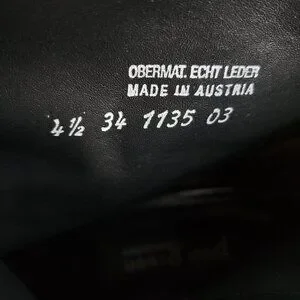 OBERMAT. ECHT LEDER
MADE IN AUSTRIA
4½ 34 1135 03